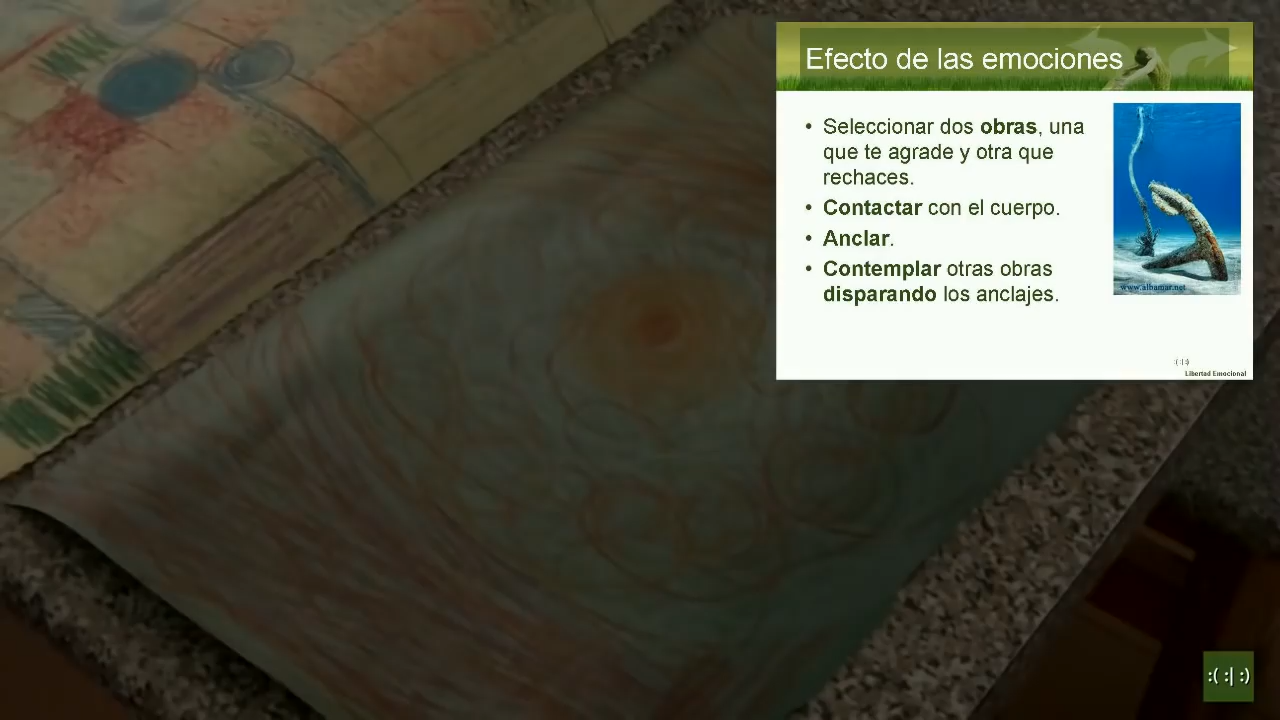 Efecto de las emociones
• Seleccionar dos obras, una
que te agrade y otra que
rechaces.
• Contactar con el cuerpo.
• Anclar.
• Contemplar otras obras
disparando los anclajes.
www.albamar.net
:(:|:)
Libertad Emocional
:( :| :)